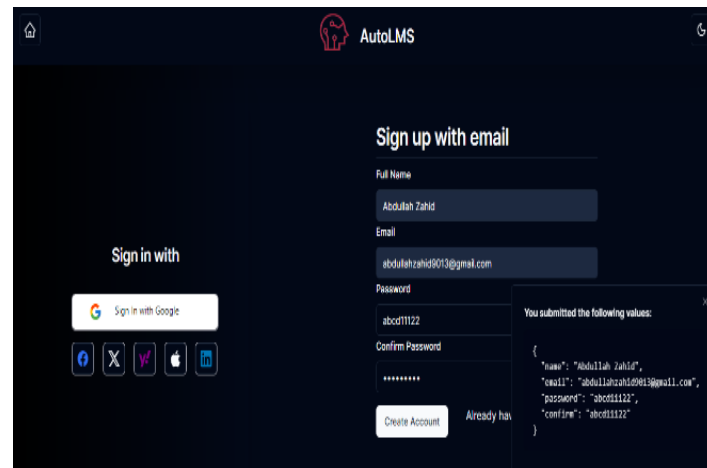 AutoLMS
Sign in with
Sign in with Google
Sign up with email
Full Name
Abdullah Zahid
Email
abdullahzahid9013@gmail.com
Password
abcd11122
Confirm Password
•••••••••
Create Account
Already hav
You submitted the following values:
{
"name": "Abdullah Zahid",
"email": "abdullahzahid9013@gmail.com",
"password": "abcd11122",
"confirm": "abcd11122"
}